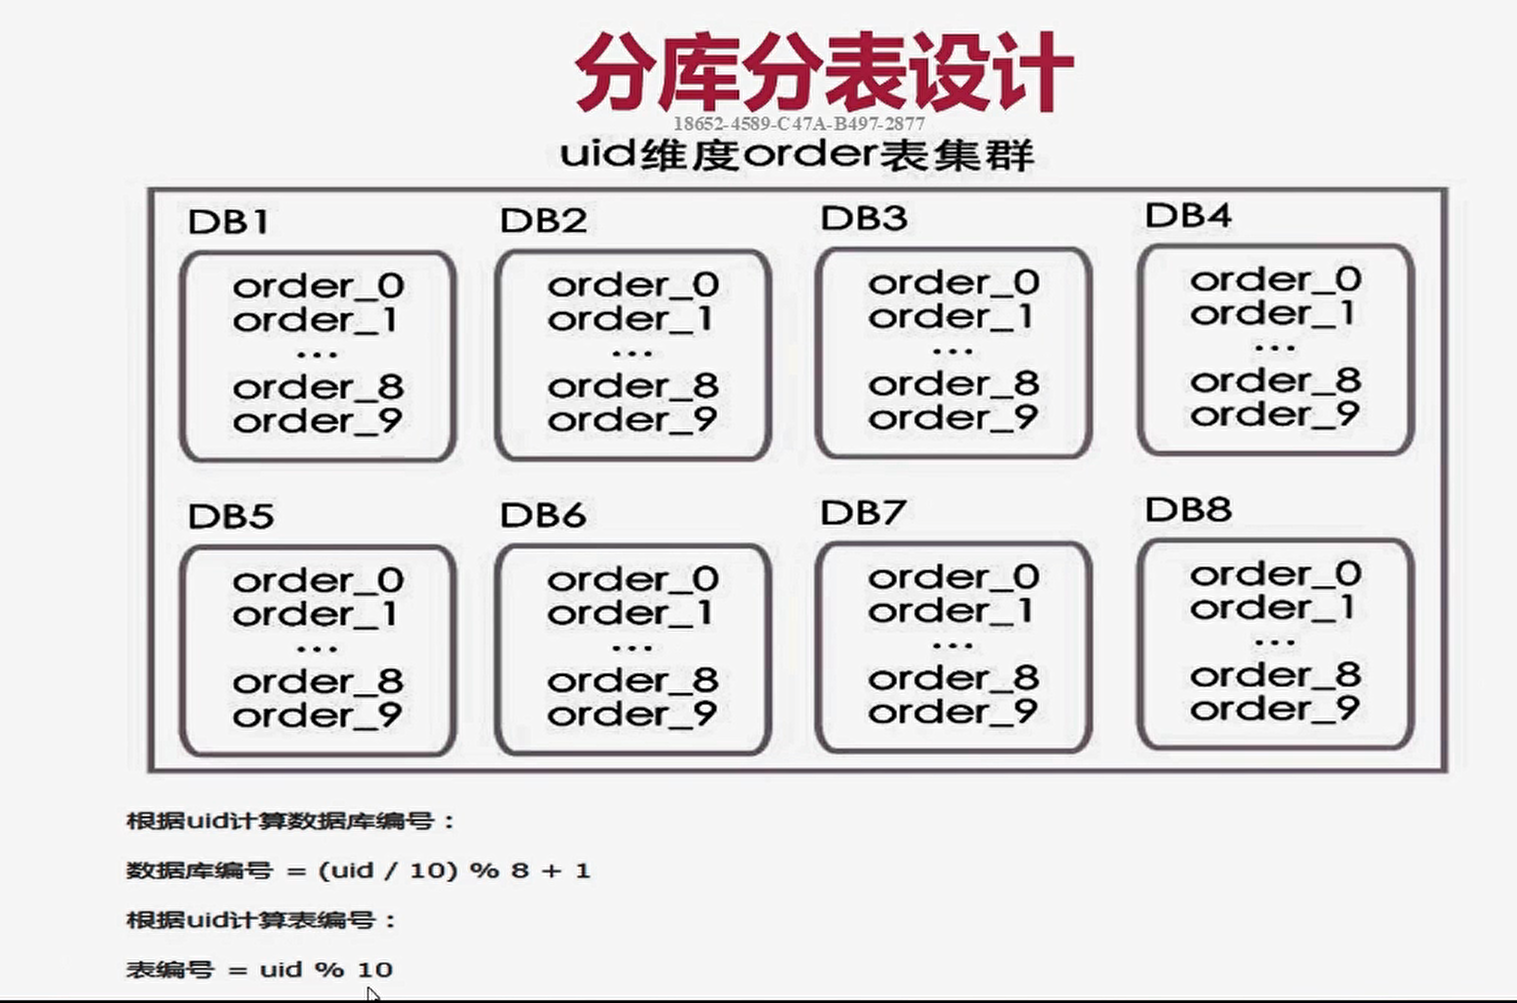 分库分表设计
18652-4589-C47A-B497-2877
uid维度order表集群
DB1 DB2 DB3 DB4
order_0 order_0 order_0 order_0
order_1 order_1 order_1 order_1
... ... ... ...
order_8 order_8 order_8 order_8
order_9 order_9 order_9 order_9
DB5 DB6 DB7 DB8
order_0 order_0 order_0 order_0
order_1 order_1 order_1 order_1
... ... ... ...
order_8 order_8 order_8 order_8
order_9 order_9 order_9 order_9
根据uid计算数据库编号：
数据库编号 = (uid / 10) % 8 + 1
根据uid计算表编号：
表编号 = uid % 10